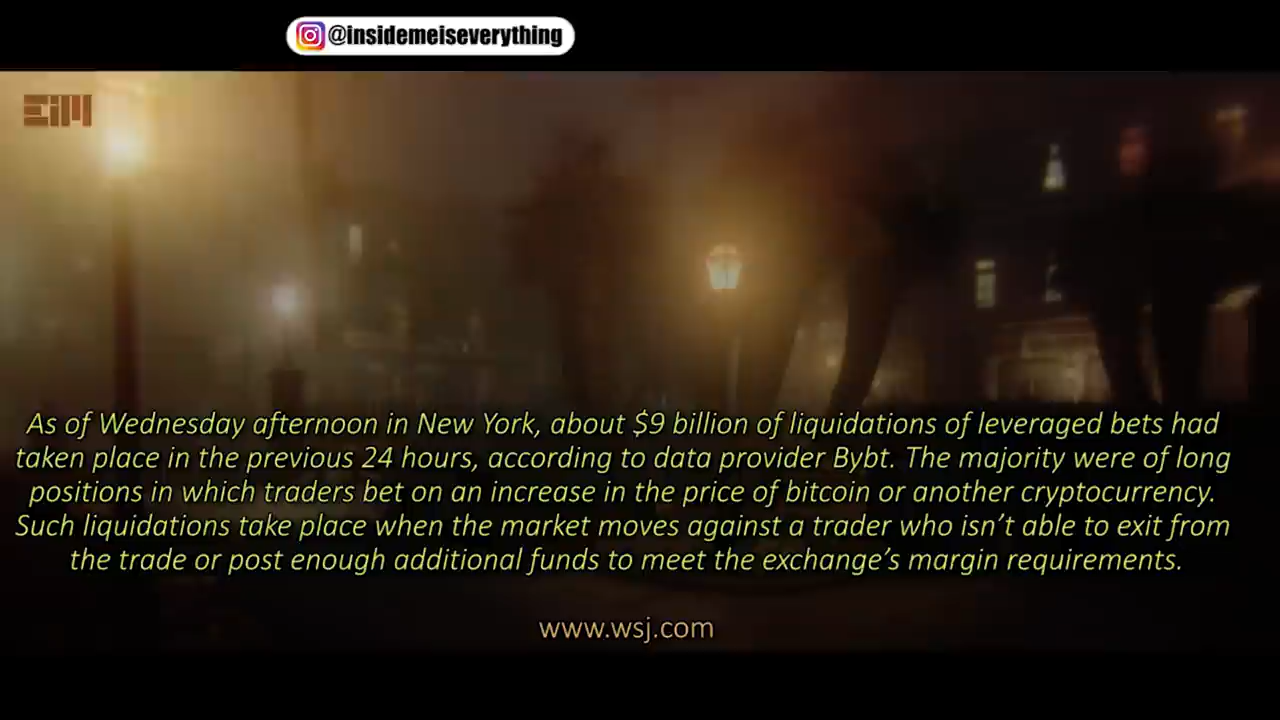 @insidemeiseverything
EiM
As of Wednesday afternoon in New York, about $9 billion of liquidations of leveraged bets had
taken place in the previous 24 hours, according to data provider Bybt. The majority were of long
positions in which traders bet on an increase in the price of bitcoin or another cryptocurrency.
Such liquidations take place when the market moves against a trader who isn’t able to exit from
the trade or post enough additional funds to meet the exchange’s margin requirements.
www.wsj.com